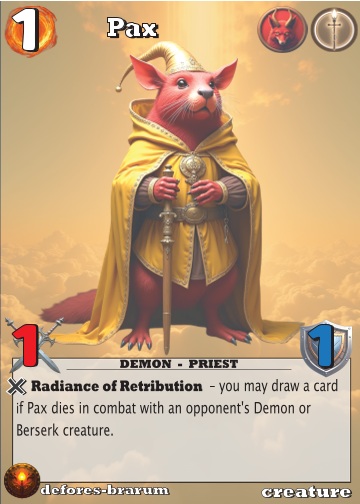 1 Pax
1 1
DEMON - PRIEST
Radiance of Retribution - you may draw a card
if Pax dies in combat with an opponent's Demon or
Berserk creature.
defores-brarum creature